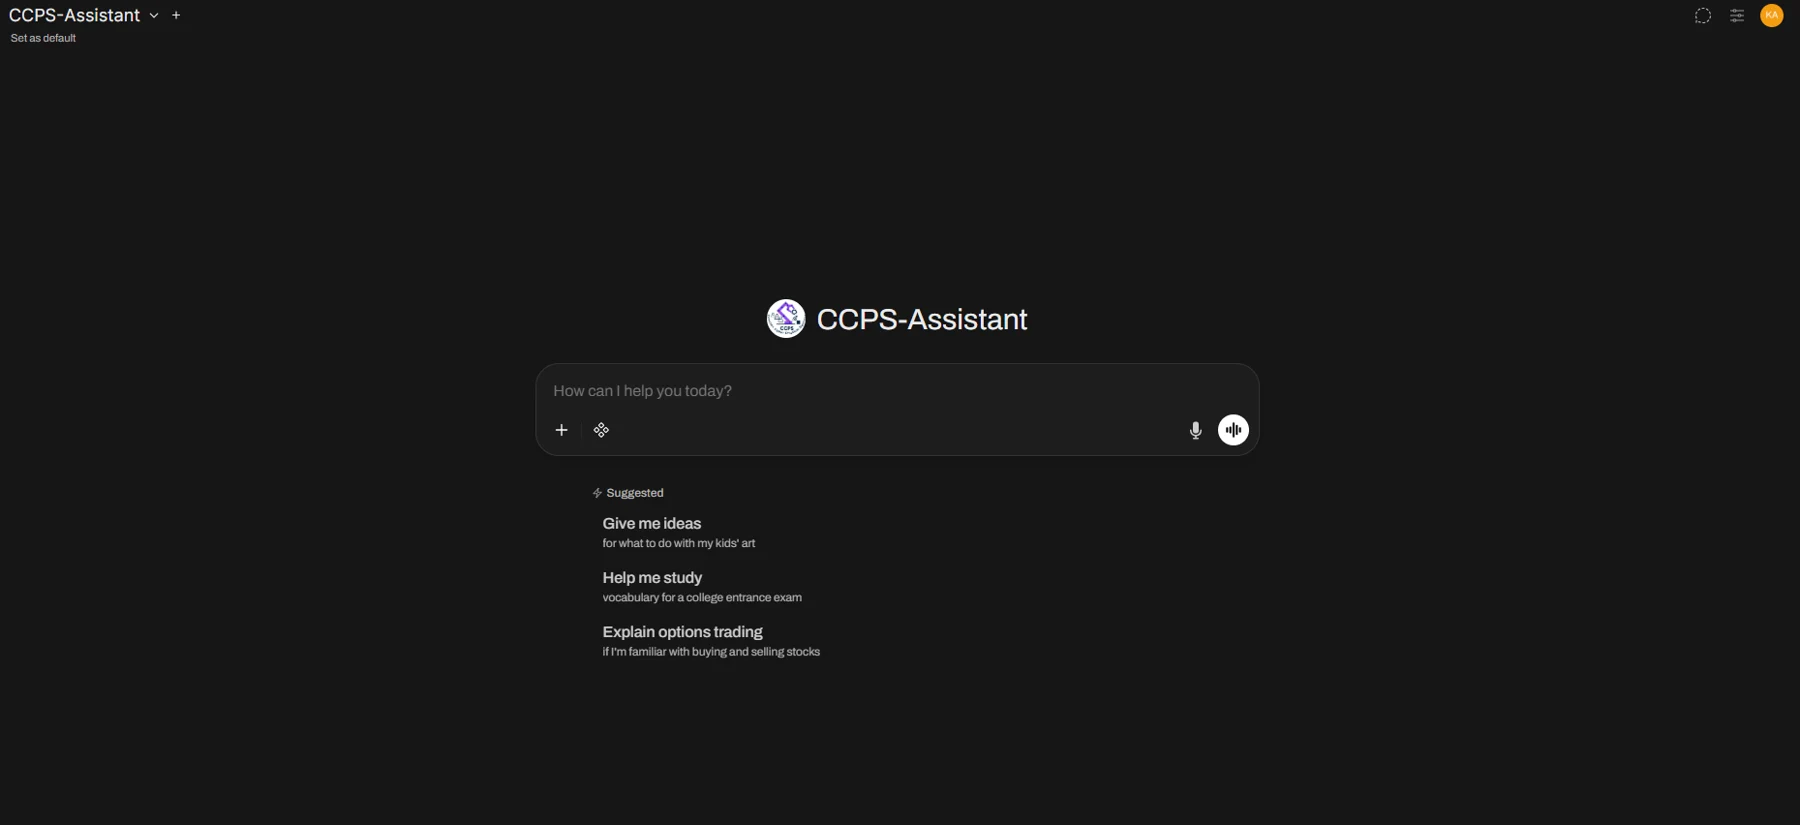 CCPS-Assistant
Set as default
KA
CCPS
CCPS-Assistant
How can I help you today?
Suggested
Give me ideas
for what to do with my kids' art
Help me study
vocabulary for a college entrance exam
Explain options trading
if I'm familiar with buying and selling stocks